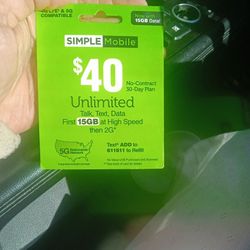 COMPATIBLE
15GB Data!
SIMPLE Mobile
$40
No-Contract
30-Day Plan
Unlimited
Talk, Text, Data
First 15GB at High Speed
then 2G*
5G
Text* ADD to
611611 to Refill